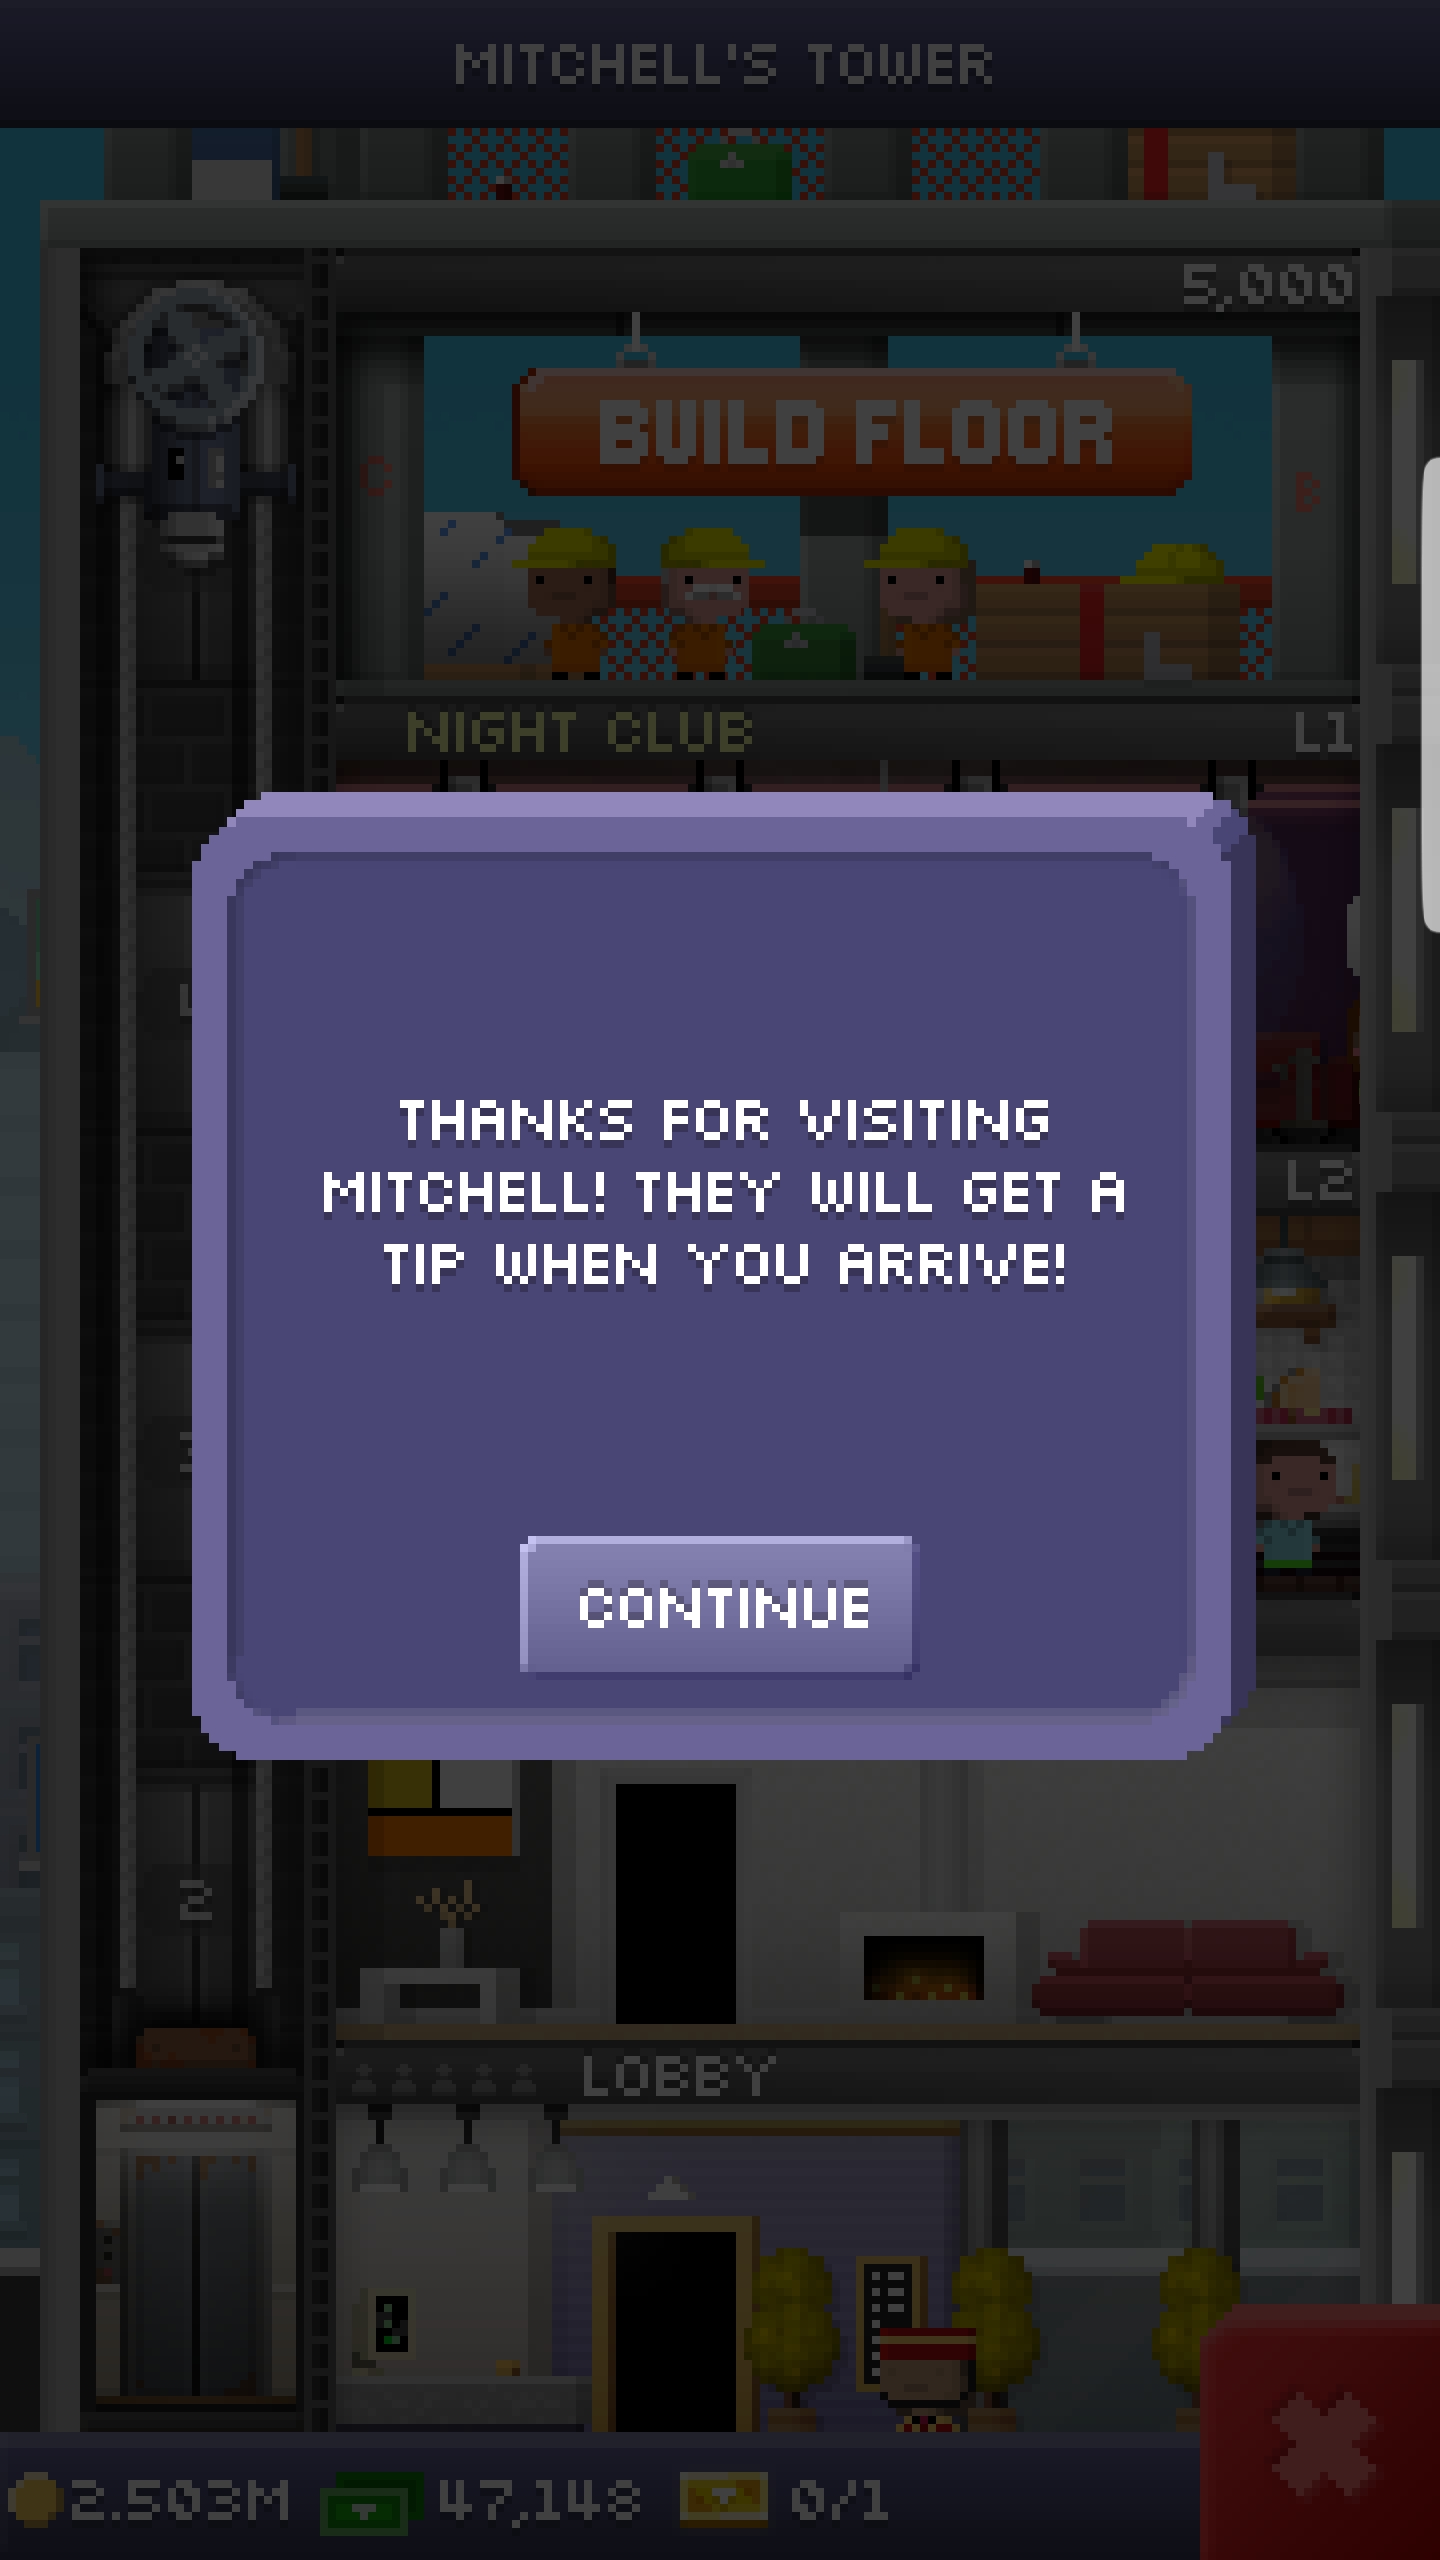 MITCHELL'S TOWER
5,000
BUILD FLOOR
C
B
NIGHT CLUB
L1
THANKS FOR VISITING
MITCHELL! THEY WILL GET A
TIP WHEN YOU ARRIVE!
L2
CONTINUE
2
LOBBY
2.503M
47,148
0/1